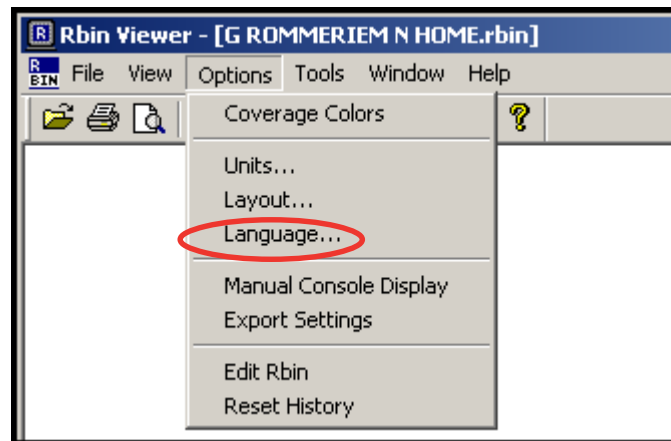 R Rbin Viewer - [G ROMMERIEM N HOME.rbin]
R BIN File View Options Tools Window Help
?
Coverage Colors
Units...
Layout...
Language...
Manual Console Display
Export Settings
Edit Rbin
Reset History